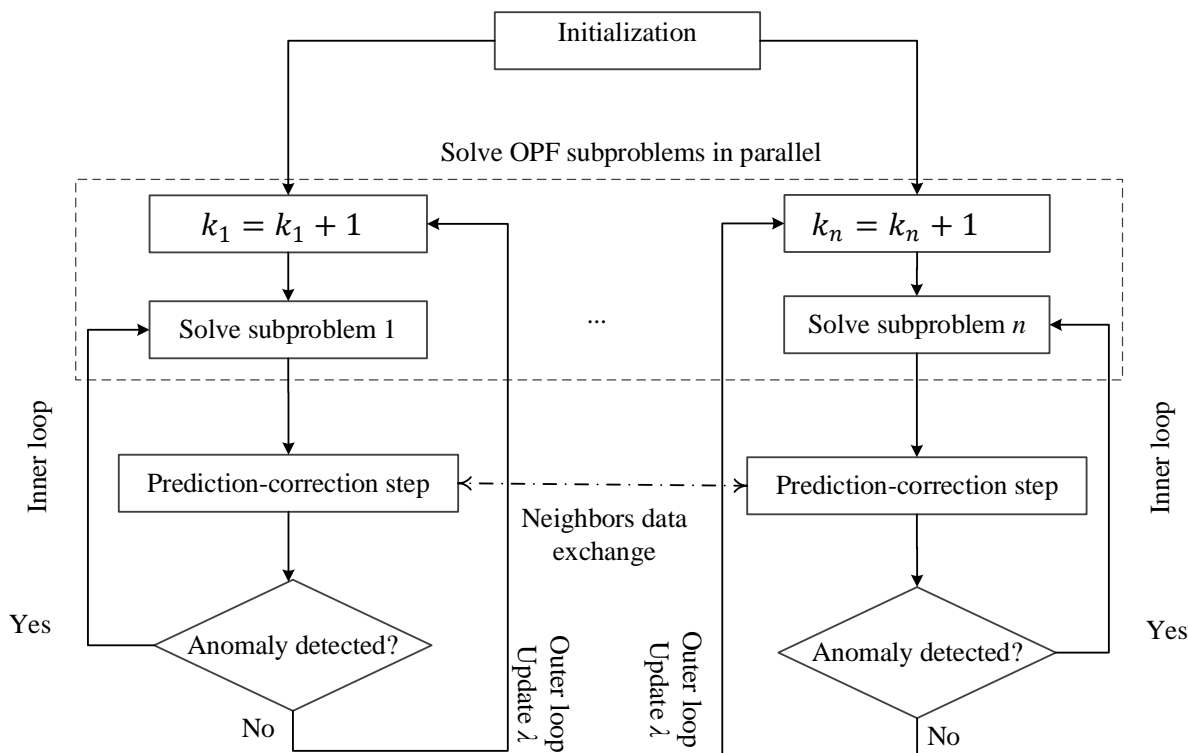 Initialization
Solve OPF subproblems in parallel
k₁ = k₁ + 1
kₙ = kₙ + 1
Solve subproblem 1
...
Solve subproblem n
Inner loop
Inner loop
Prediction-correction step
Prediction-correction step
Neighbors data
exchange
Yes
Anomaly detected?
Outer loop
Update λ
Outer loop
Update λ
Anomaly detected?
Yes
No
No